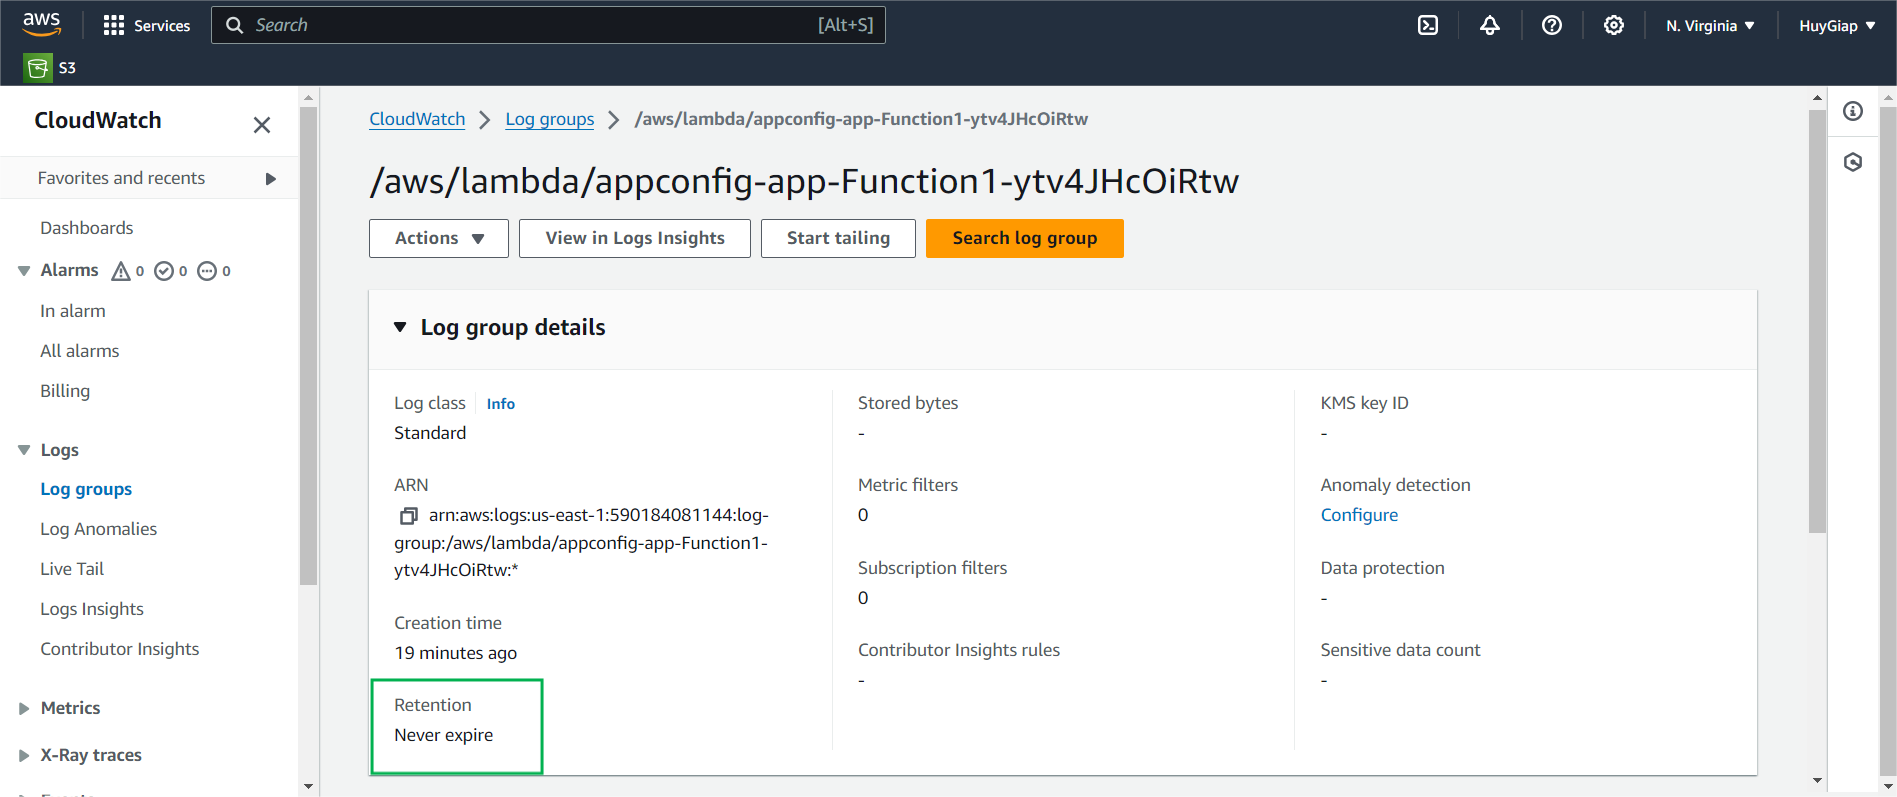 aws
Services
Search
[Alt+S]
N. Virginia
HuyGiap
S3
CloudWatch
Favorites and recents
Dashboards
Alarms 0 0 0
In alarm
All alarms
Billing
Logs
Log groups
Log Anomalies
Live Tail
Logs Insights
Contributor Insights
Metrics
X-Ray traces
CloudWatch
Log groups
/aws/lambda/appconfig-app-Function1-ytv4JHcOiRtw
/aws/lambda/appconfig-app-Function1-ytv4JHcOiRtw
Actions
View in Logs Insights
Start tailing
Search log group
Log group details
Log class Info
Standard
ARN
arn:aws:logs:us-east-1:590184081144:log-
group:/aws/lambda/appconfig-app-Function1-
ytv4JHcOiRtw:*
Creation time
19 minutes ago
Retention
Never expire
Stored bytes
-
Metric filters
0
Subscription filters
0
Contributor Insights rules
-
KMS key ID
-
Anomaly detection
Configure
Data protection
-
Sensitive data count
-